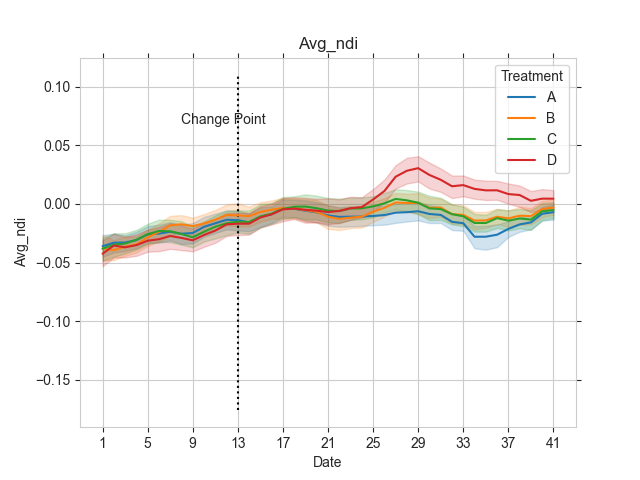 Avg_ndi
Treatment
A
B
C
D
Change Point
0.10
0.05
0.00
−0.05
−0.10
−0.15
Avg_ndi
1 5 9 13 17 21 25 29 33 37 41
Date